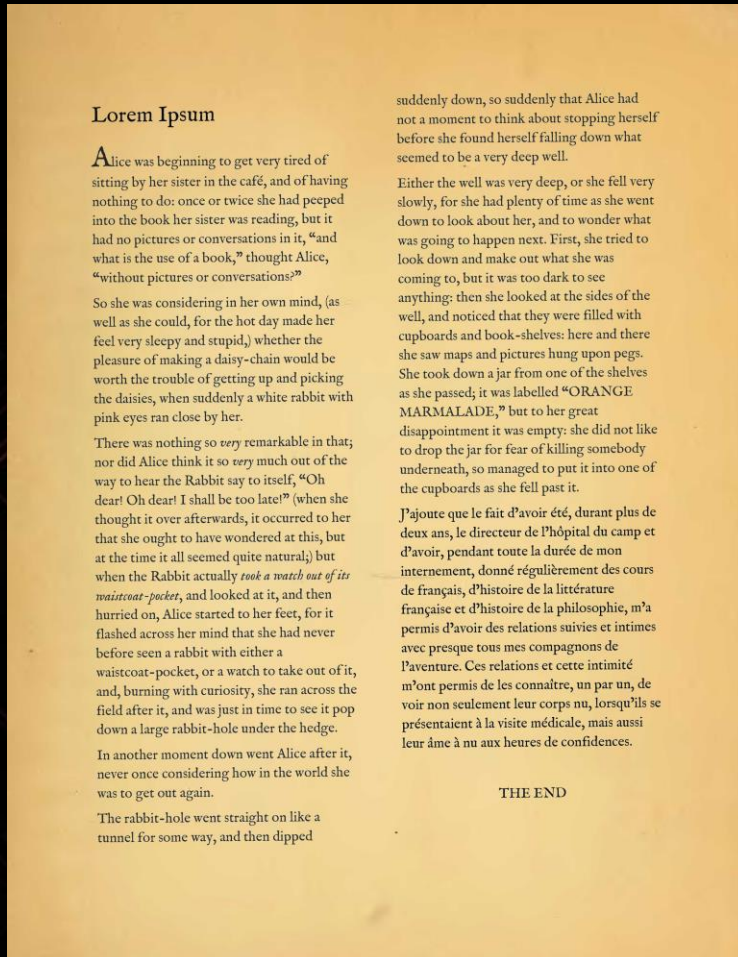 Lorem Ipsum
Alice was beginning to get very tired of
sitting by her sister in the café, and of having
nothing to do: once or twice she had peeped
into the book her sister was reading, but it
had no pictures or conversations in it, “and
what is the use of a book,” thought Alice,
“without pictures or conversations?”
So she was considering in her own mind, (as
well as she could, for the hot day made her
feel very sleepy and stupid,) whether the
pleasure of making a daisy-chain would be
worth the trouble of getting up and picking
the daisies, when suddenly a white rabbit with
pink eyes ran close by her.
There was nothing so very remarkable in that;
nor did Alice think it so very much out of the
way to hear the Rabbit say to itself, “Oh
dear! Oh dear! I shall be too late!” (when she
thought it over afterwards, it occurred to her
that she ought to have wondered at this, but
at the time it all seemed quite natural;) but
when the Rabbit actually took a watch out of its
waistcoat-pocket, and looked at it, and then
hurried on, Alice started to her feet, for it
flashed across her mind that she had never
before seen a rabbit with either a
waistcoat-pocket, or a watch to take out of it,
and, burning with curiosity, she ran across the
field after it, and was just in time to see it pop
down a large rabbit-hole under the hedge.
In another moment down went Alice after it,
never once considering how in the world she
was to get out again.
The rabbit-hole went straight on like a
tunnel for some way, and then dipped
suddenly down, so suddenly that Alice had
not a moment to think about stopping herself
before she found herself falling down what
seemed to be a very deep well.
Either the well was very deep, or she fell very
slowly, for she had plenty of time as she went
down to look about her, and to wonder what
was going to happen next. First, she tried to
look down and make out what she was
coming to, but it was too dark to see
anything: then she looked at the sides of the
well, and noticed that they were filled with
cupboards and book-shelves: here and there
she saw maps and pictures hung upon pegs.
She took down a jar from one of the shelves
as she passed; it was labelled “ORANGE
MARMALADE,” but to her great
disappointment it was empty: she did not like
to drop the jar for fear of killing somebody
underneath, so managed to put it into one of
the cupboards as she fell past it.
J’ajoute que le fait d’avoir été, durant plus de
deux ans, le directeur de l’hôpital du camp et
d’avoir, pendant toute la durée de mon
internement, donné régulièrement des cours
de français, d’histoire de la littérature
française et d’histoire de la philosophie, m’a
permis d’avoir des relations suivies et intimes
avec presque tous mes compagnons de
l’aventure. Ces relations et cette intimité
m’ont permis de les connaître, un par un, de
voir non seulement leur corps nu, lorsqu’ils se
présentaient à la visite médicale, mais aussi
leur âme à nu aux heures de confidences.
THE END